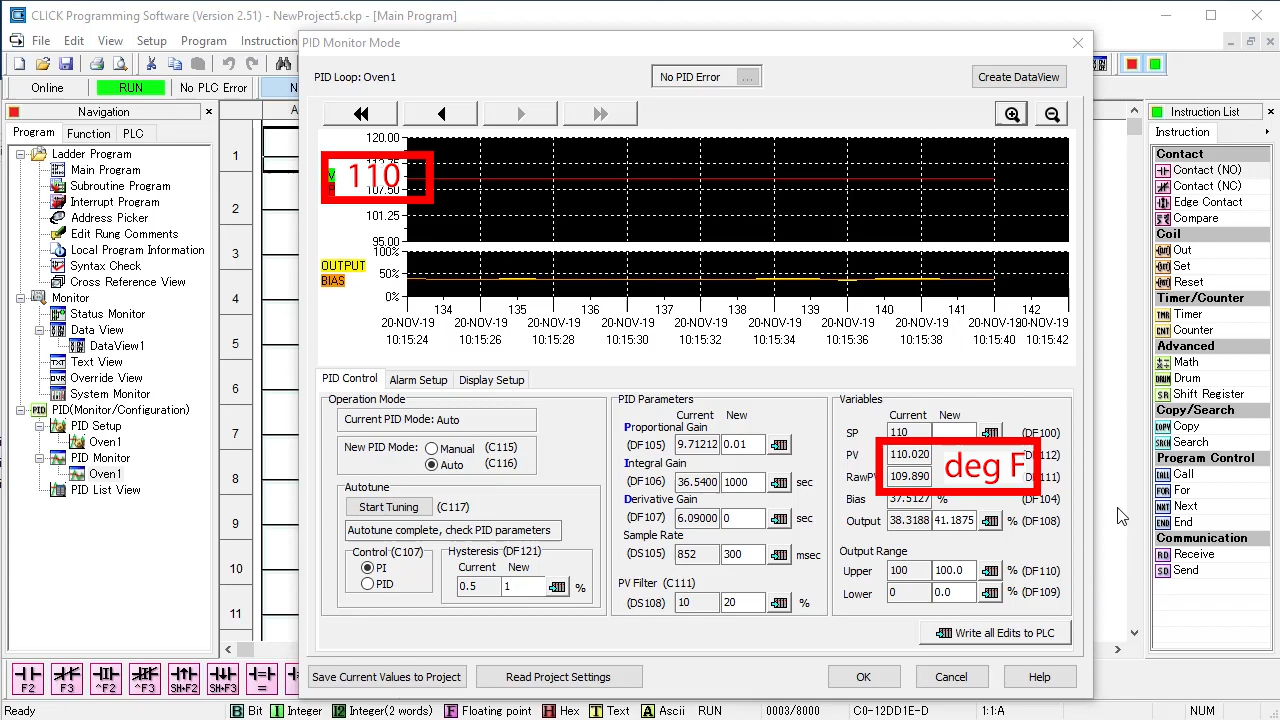 CLICK Programming Software (Version 2.51) - NewProject5.ckp - [Main Program]
File Edit View Setup Program Instruction
PID Monitor Mode
PID Loop: Oven1
No PID Error
...
Create DataView
Online RUN No PLC Error
Navigation
Program Function PLC
Ladder Program
Main Program
Subroutine Program
Interrupt Program
Address Picker
Edit Rung Comments
Local Program Information
Syntax Check
Cross Reference View
Monitor
Status Monitor
Data View
DataView1
Text View
Override View
System Monitor
PID(Monitor/Configuration)
PID Setup
Oven1
PID Monitor
Oven1
PID List View
1
2
3
4
5
6
7
8
9
10
11
120.00
110
107.50
101.25
95.00
100%
OUTPUT
50%
BIAS
0%
134 135 136 137 138 139 140 141 142
20-NOV-19 20-NOV-19 20-NOV-19 20-NOV-19 20-NOV-19 20-NOV-19 20-NOV-19 20-NOV-19
10:15:24 10:15:26 10:15:28 10:15:30 10:15:32 10:15:34 10:15:36 10:15:38 10:15:40 10:15:42
PID Control Alarm Setup Display Setup
Operation Mode
Current PID Mode: Auto
New PID Mode: Manual (C115)
Auto (C116)
Autotune
Start Tuning (C117)
Autotune complete, check PID parameters
Control (C107)
PI
PID
Hysteresis (DF121)
Current New
0.5 1 %
PID Parameters
Current New
Proportional Gain
(DF105) 9.7121 0.01
Integral Gain
(DF106) 36.5400 1000 sec
Derivative Gain
(DF107) 6.09000 0 sec
Sample Rate
(DS105) 852 300 msec
PV Filter (C111)
(DS108) 10 20 %
Variables
Current New
SP 110 (DF100)
PV 110.020
deg F
109.890
Bias 37.5127 % (DF104)
Output 38.3188 41.1875 % (DF108)
Output Range
Upper 100 100.0 % (DF110)
Lower 0 0.0 % (DF109)
Write all Edits to PLC
Save Current Values to Project Read Project Settings OK Cancel Help
Instruction List
Instruction
Contact
Contact (NO)
Contact (NC)
Edge Contact
Compare
Coil
Out
Set
Reset
Timer/Counter
Timer
Counter
Advanced
Math
Drum
Shift Register
Copy/Search
Copy
Search
Program Control
Call
For
Next
End
Communication
Receive
Send
F2 F3 ^F2 ^F3 SH+F2 SH+F3
Ready Bit Integer Integer(2 words) Floating point Hex Text Ascii RUN 0003/8000 C0-12DD1E-D 1:1:A NUM